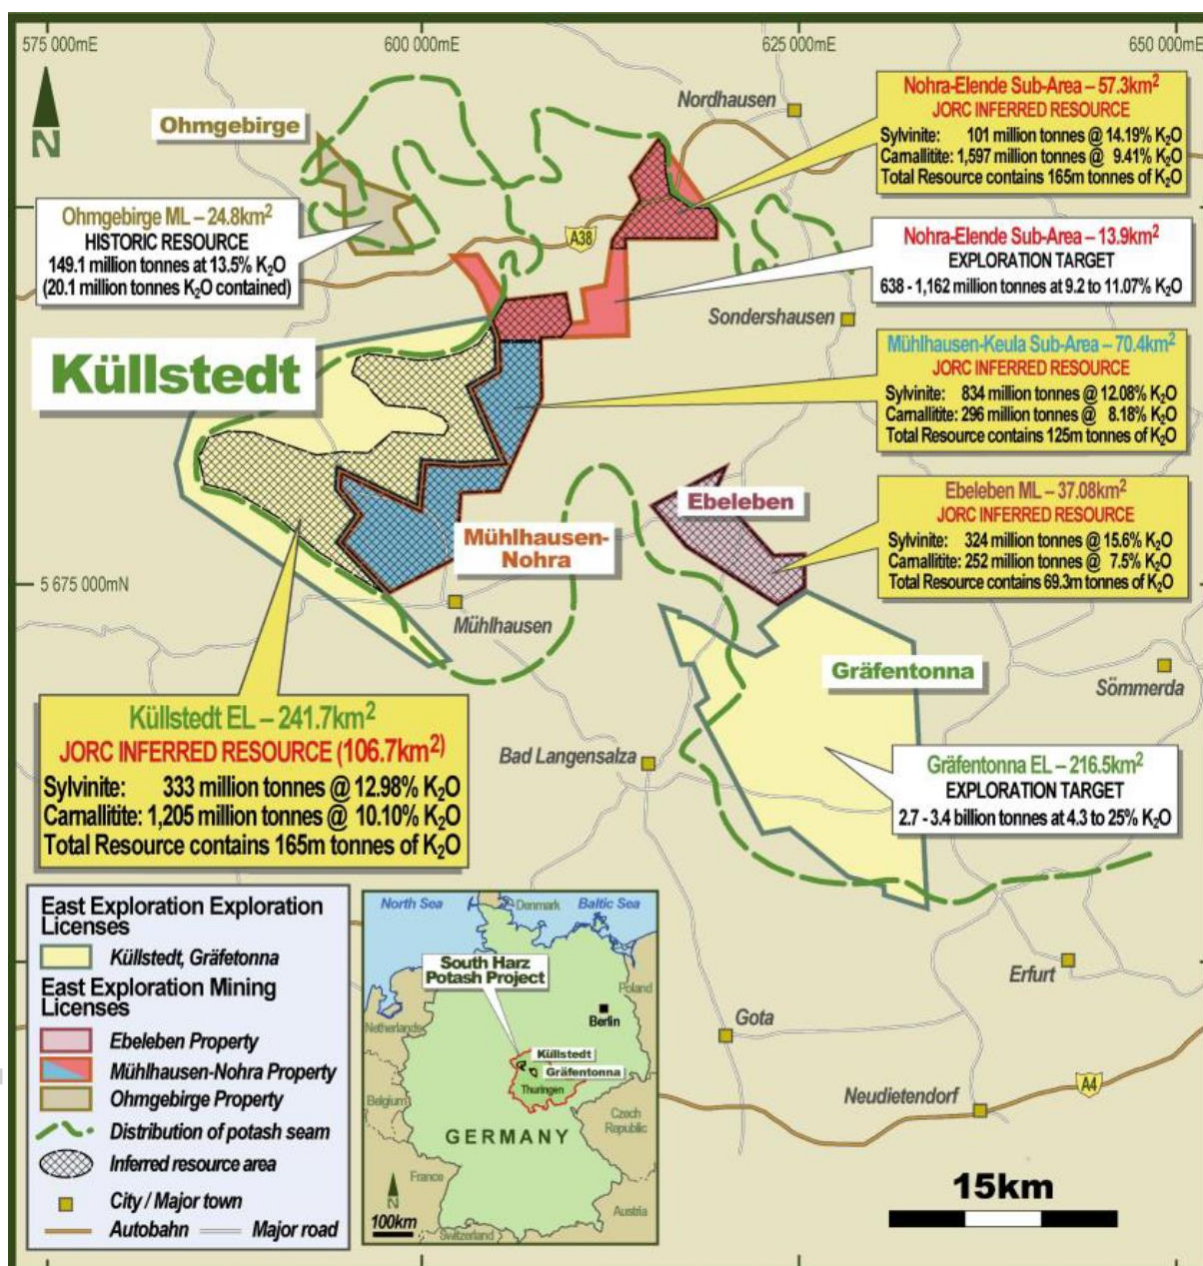 575 000mE
600 000mE
625 000mE
650 000mE
N
Nordhausen
Ohmgebirge
Nohra-Elende Sub-Area – 57.3km²
JORC INFERRED RESOURCE
Sylvinite: 101 million tonnes @ 14.19% K₂O
Carnallitite: 1,597 million tonnes @ 9.41% K₂O
Total Resource contains 165m tonnes of K₂O
Ohmgebirge ML – 24.8km²
HISTORIC RESOURCE
149.1 million tonnes at 13.5% K₂O
(20.1 million tonnes K₂O contained)
A38
Nohra-Elende Sub-Area – 13.9km²
EXPLORATION TARGET
638 - 1,162 million tonnes at 9.2 to 11.07% K₂O
Sondershausen
Küllstedt
Mühlhausen-Keula Sub-Area – 70.4km²
JORC INFERRED RESOURCE
Sylvinite: 834 million tonnes @ 12.08% K₂O
Carnallitite: 296 million tonnes @ 8.18% K₂O
Total Resource contains 125m tonnes of K₂O
Ebeleben
Mühlhausen-
Nohra
Ebeleben ML – 37.08km²
JORC INFERRED RESOURCE
Sylvinite: 324 million tonnes @ 15.6% K₂O
Carnallitite: 252 million tonnes @ 7.5% K₂O
Total Resource contains 69.3m tonnes of K₂O
5 675 000mN
Mühlhausen
Gräfentonna
Sömmerda
Küllstedt EL – 241.7km²
JORC INFERRED RESOURCE (106.7km²)
Sylvinite: 333 million tonnes @ 12.98% K₂O
Carnallitite: 1,205 million tonnes @ 10.10% K₂O
Total Resource contains 165m tonnes of K₂O
Bad Langensalza
Gräfentonna EL – 216.5km²
EXPLORATION TARGET
2.7 - 3.4 billion tonnes at 4.3 to 25% K₂O
East Exploration Exploration
Licenses
Küllstedt, Gräfetonna
East Exploration Mining
Licenses
Ebeleben Property
Mühlhausen-Nohra Property
Ohmgebirge Property
Distribution of potash seam
Inferred resource area
City / Major town
Autobahn
Major road
North Sea
Denmark
Baltic Sea
South Harz
Potash Project
Poland
Netherlands
Berlin
Küllstedt
Gräfentonna
Thuringen
Belgium
GERMANY
Czech
Republic
France
N
100km
Austria
Switzerland
Erfurt
Gota
Neudietendorf
A4
15km